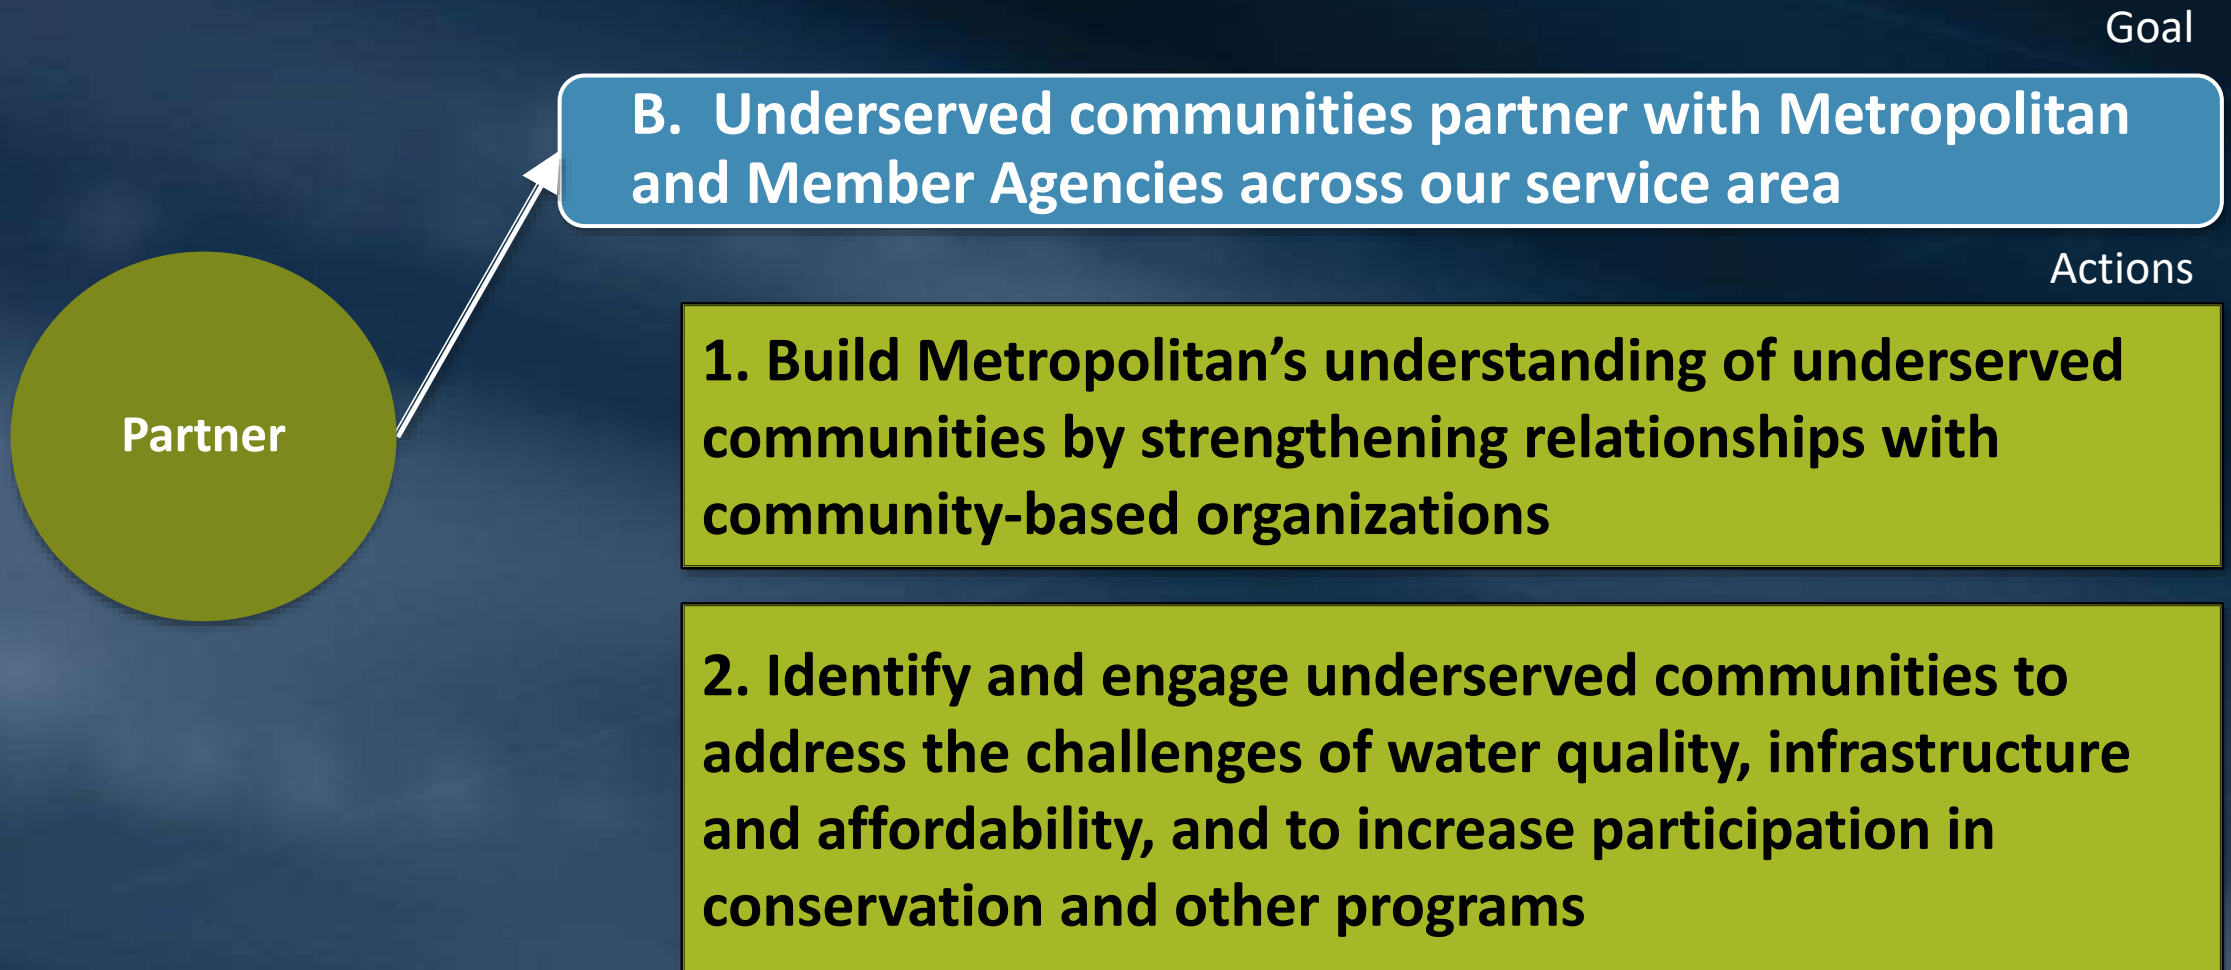 Goal
B.  Underserved communities partner with Metropolitan
and Member Agencies across our service area
Actions
Partner
1. Build Metropolitan’s understanding of underserved
communities by strengthening relationships with
community-based organizations
2. Identify and engage underserved communities to
address the challenges of water quality, infrastructure
and affordability, and to increase participation in
conservation and other programs